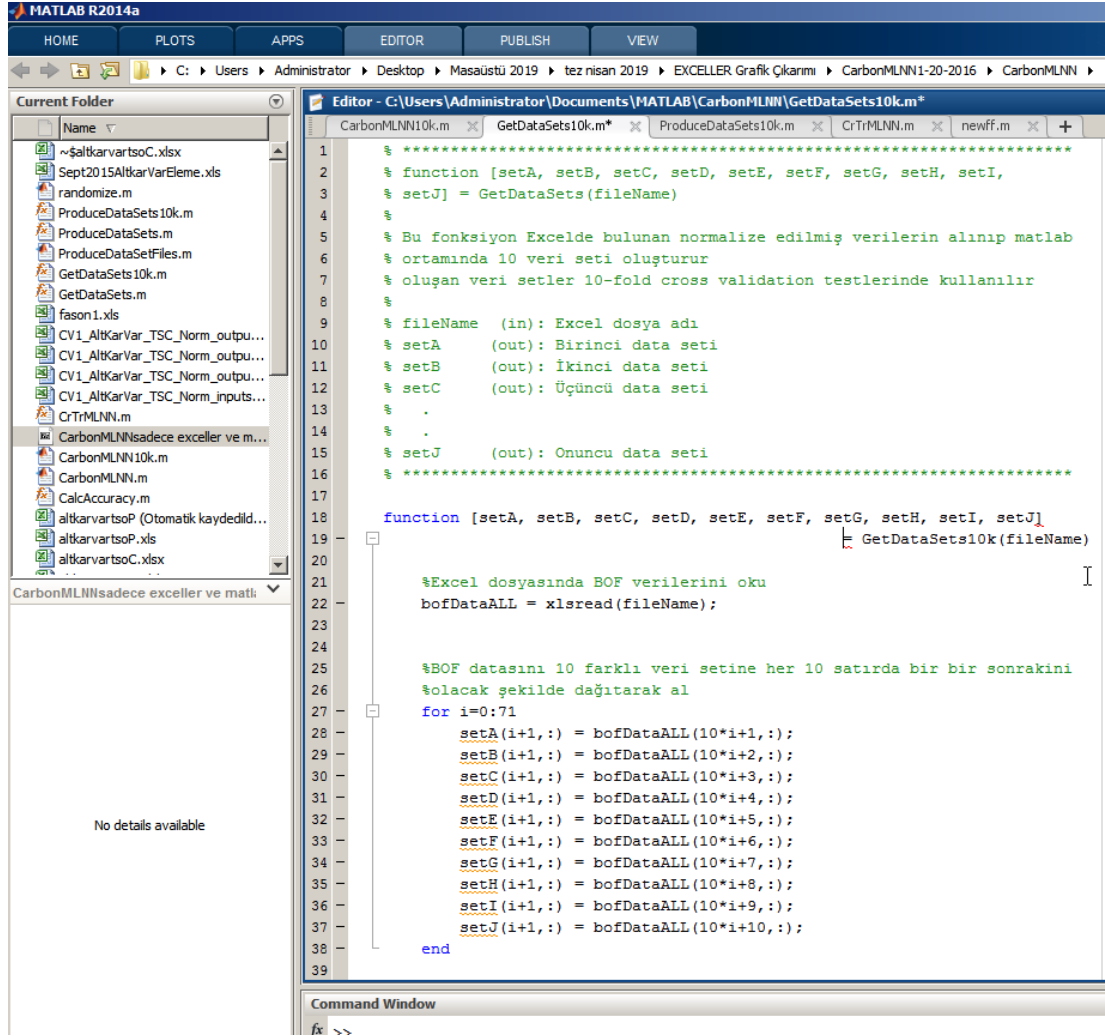 MATLAB R2014a
HOME PLOTS APPS EDITOR PUBLISH VIEW
C: Users Administrator Desktop Masaüstü 2019 tez nisan 2019 EXCELLER Grafik Çıkarımı CarbonMLNN1-20-2016 CarbonMLNN
Current Folder
Name
~$altkarvartsoC.xlsx
Sept2015AltkarVarEleme.xls
randomize.m
ProduceDataSets10k.m
ProduceDataSets.m
ProduceDataSetFiles.m
GetDataSets10k.m
GetDataSets.m
fason1.xls
CV1_AltKarVar_TSC_Norm_outpu...
CV1_AltKarVar_TSC_Norm_outpu...
CV1_AltKarVar_TSC_Norm_outpu...
CV1_AltKarVar_TSC_Norm_inputs...
CrTrMLNN.m
CarbonMLNNsadece exceller ve m...
CarbonMLNN10k.m
CarbonMLNN.m
CalcAccuracy.m
altkarvartsoP (Otomatik kaydedild...
altkarvartsoP.xls
altkarvartsoC.xlsx
CarbonMLNNsadece exceller ve matla
No details available
Editor - C:\Users\Administrator\Documents\MATLAB\CarbonMLNN\GetDataSets10k.m*
CarbonMLNN10k.m GetDataSets10k.m* ProduceDataSets10k.m CrTrMLNN.m newff.m +
1 % **********************************************************************
2 % function [setA, setB, setC, setD, setE, setF, setG, setH, setI,
3 % setJ] = GetDataSets(fileName)
4 %
5 % Bu fonksiyon Excelde bulunan normalize edilmiş verilerin alınıp matlab
6 % ortamında 10 veri seti oluşturur
7 % oluşan veri setler 10-fold cross validation testlerinde kullanılır
8 %
9 % fileName (in): Excel dosya adı
10 % setA (out): Birinci data seti
11 % setB (out): İkinci data seti
12 % setC (out): Üçüncü data seti
13 % .
14 % .
15 % setJ (out): Onuncu data seti
16 % **********************************************************************
17
18 function [setA, setB, setC, setD, setE, setF, setG, setH, setI, setJ]
19 = GetDataSets10k(fileName)
20
21 %Excel dosyasında BOF verilerini oku
22 bofDataALL = xlsread(fileName);
23
24
25 %BOF datasını 10 farklı veri setine her 10 satırda bir bir sonrakini
26 %olacak şekilde dağıtarak al
27 for i=0:71
28 setA(i+1,:) = bofDataALL(10*i+1,:);
29 setB(i+1,:) = bofDataALL(10*i+2,:);
30 setC(i+1,:) = bofDataALL(10*i+3,:);
31 setD(i+1,:) = bofDataALL(10*i+4,:);
32 setE(i+1,:) = bofDataALL(10*i+5,:);
33 setF(i+1,:) = bofDataALL(10*i+6,:);
34 setG(i+1,:) = bofDataALL(10*i+7,:);
35 setH(i+1,:) = bofDataALL(10*i+8,:);
36 setI(i+1,:) = bofDataALL(10*i+9,:);
37 setJ(i+1,:) = bofDataALL(10*i+10,:);
38 end
39
Command Window
fx >>